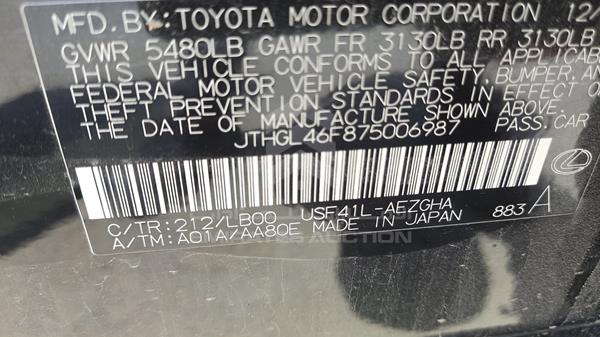 MFD.BY:TOYOTA MOTOR CORPORATION 12
GVWR 5480LB GAWR FR 3130LB RR 3130LB
THIS VEHICLE CONFORMS TO ALL APPLICAB
FEDERAL MOTOR VEHICLE SAFETY,BUMPER,AN
THEFT PREVENTION STANDARDS IN EFFECT O
THE DATE OF MANUFACTURE SHOWN ABOVE.
JTHGL46F875006987 PASS.CAR
C/TR:212/LB00 USF41L-AEZGHA 883 A
A/TM:A01A/AA80E MADE IN JAPAN